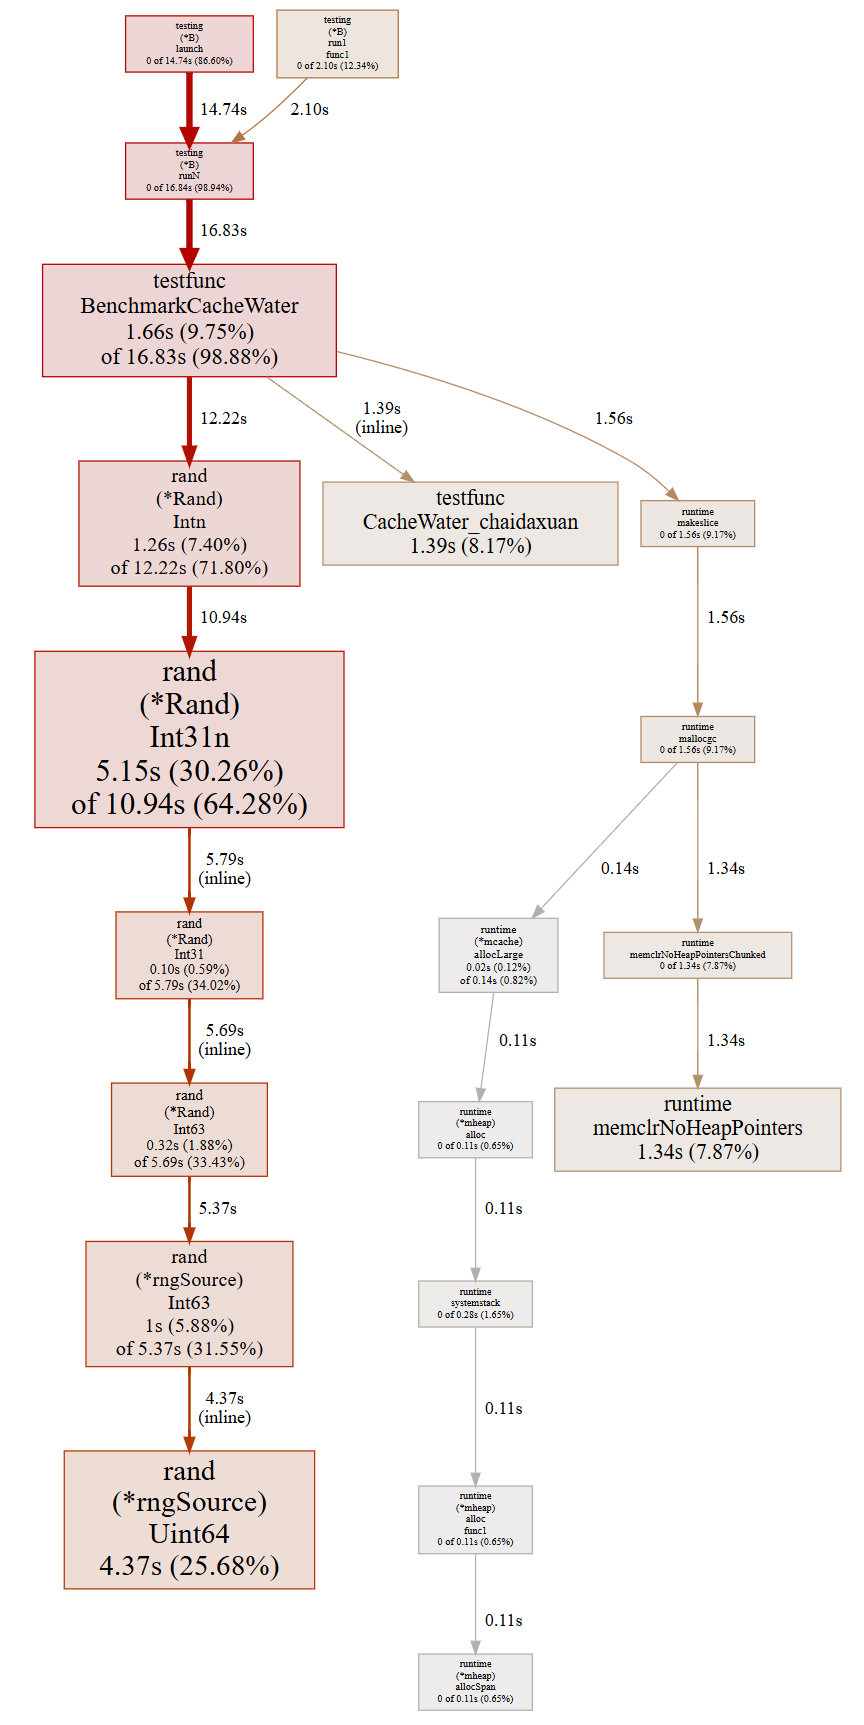 testing
(*B)
launch
0 of 14.74s (86.60%)
testing
(*B)
run1
func1
0 of 2.10s (12.34%)
14.74s
2.10s
testing
(*B)
runN
0 of 16.84s (98.94%)
16.83s
testfunc
BenchmarkCacheWater
1.66s (9.75%)
of 16.83s (98.88%)
12.22s
1.39s
(inline)
1.56s
rand
(*Rand)
Intn
1.26s (7.40%)
of 12.22s (71.80%)
testfunc
CacheWater_chaidaxuan
1.39s (8.17%)
runtime
makeslice
0 of 1.56s (9.17%)
10.94s
1.56s
rand
(*Rand)
Int31n
5.15s (30.26%)
of 10.94s (64.28%)
runtime
mallocgc
0 of 1.56s (9.17%)
5.79s
(inline)
0.14s
1.34s
rand
(*Rand)
Int31
0.10s (0.59%)
of 5.79s (34.02%)
runtime
(*mcache)
allocLarge
0.02s (0.12%)
of 0.14s (0.82%)
runtime
memclrNoHeapPointersChunked
0 of 1.34s (7.87%)
5.69s
(inline)
0.11s
1.34s
rand
(*Rand)
Int63
0.32s (1.88%)
of 5.69s (33.43%)
runtime
(*mheap)
alloc
0 of 0.11s (0.65%)
runtime
memclrNoHeapPointers
1.34s (7.87%)
5.37s
0.11s
rand
(*rngSource)
Int63
1s (5.88%)
of 5.37s (31.55%)
runtime
systemstack
0 of 0.28s (1.65%)
4.37s
(inline)
0.11s
rand
(*rngSource)
Uint64
4.37s (25.68%)
runtime
(*mheap)
alloc
func1
0 of 0.11s (0.65%)
0.11s
runtime
(*mheap)
allocSpan
0 of 0.11s (0.65%)